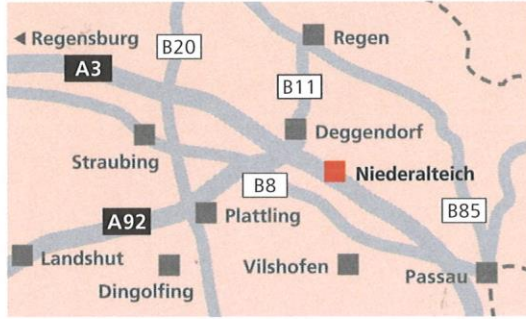 ◄ Regensburg
B20
Regen
A3
B11
Deggendorf
Straubing
Niederalteich
B8
A92
Plattling
B85
Landshut
Dingolfing
Vilshofen
Passau